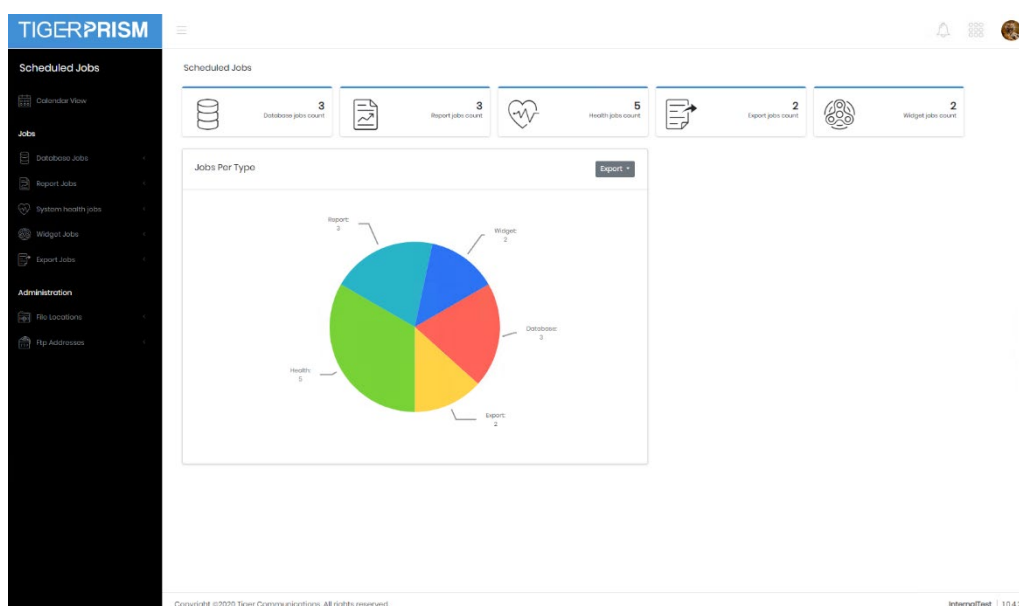 TIGER PRISM
Scheduled Jobs
Calendar View
Jobs
Database Jobs
Report Jobs
System health jobs
Widget Jobs
Export Jobs
Administration
File Locations
Ftp Addresses
Scheduled Jobs
3
Database jobs count
3
Report jobs count
5
Health jobs count
2
Export jobs count
2
Widget jobs count
Jobs Per Type
Export
Report:
3
Widget:
2
Database:
3
Health:
5
Export:
2
Copyright ©2020 Tiger Communications. All rights reserved.
InternalTest